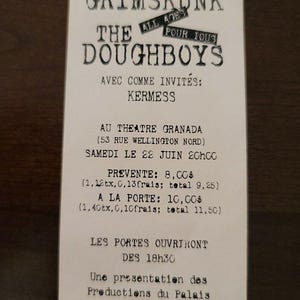 GRIMSKUNK
ALL AGES
THE POUR TOUS
DOUGHBOYS
AVEC COMME INVITÉS:
KERMESS
AU THEATRE GRANADA
(53 RUE WELLINGTON NORD)
SAMEDI LE 22 JUIN 20h00
PREVENTE: 8,00$
(1,12tx,0,13frais; total 9,25)
A LA PORTE: 10,00$
(1,40tx,0,10frais; total 11,50)
LES PORTES OUVRIRONT
DES 18h30
Une presentation des
Productions du Palais